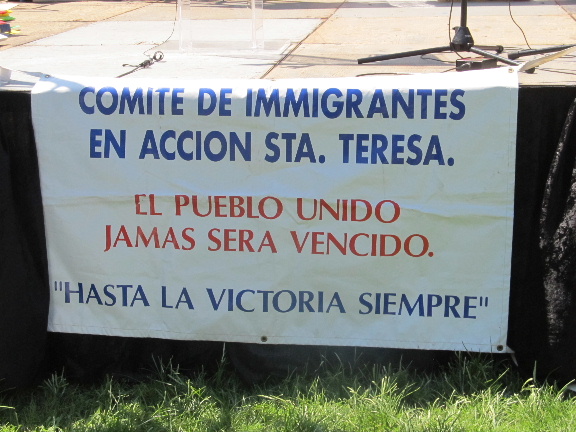 COMITE DE IMMIGRANTES
EN ACCION STA. TERESA.
EL PUEBLO UNIDO
JAMAS SERA VENCIDO.
"HASTA LA VICTORIA SIEMPRE"